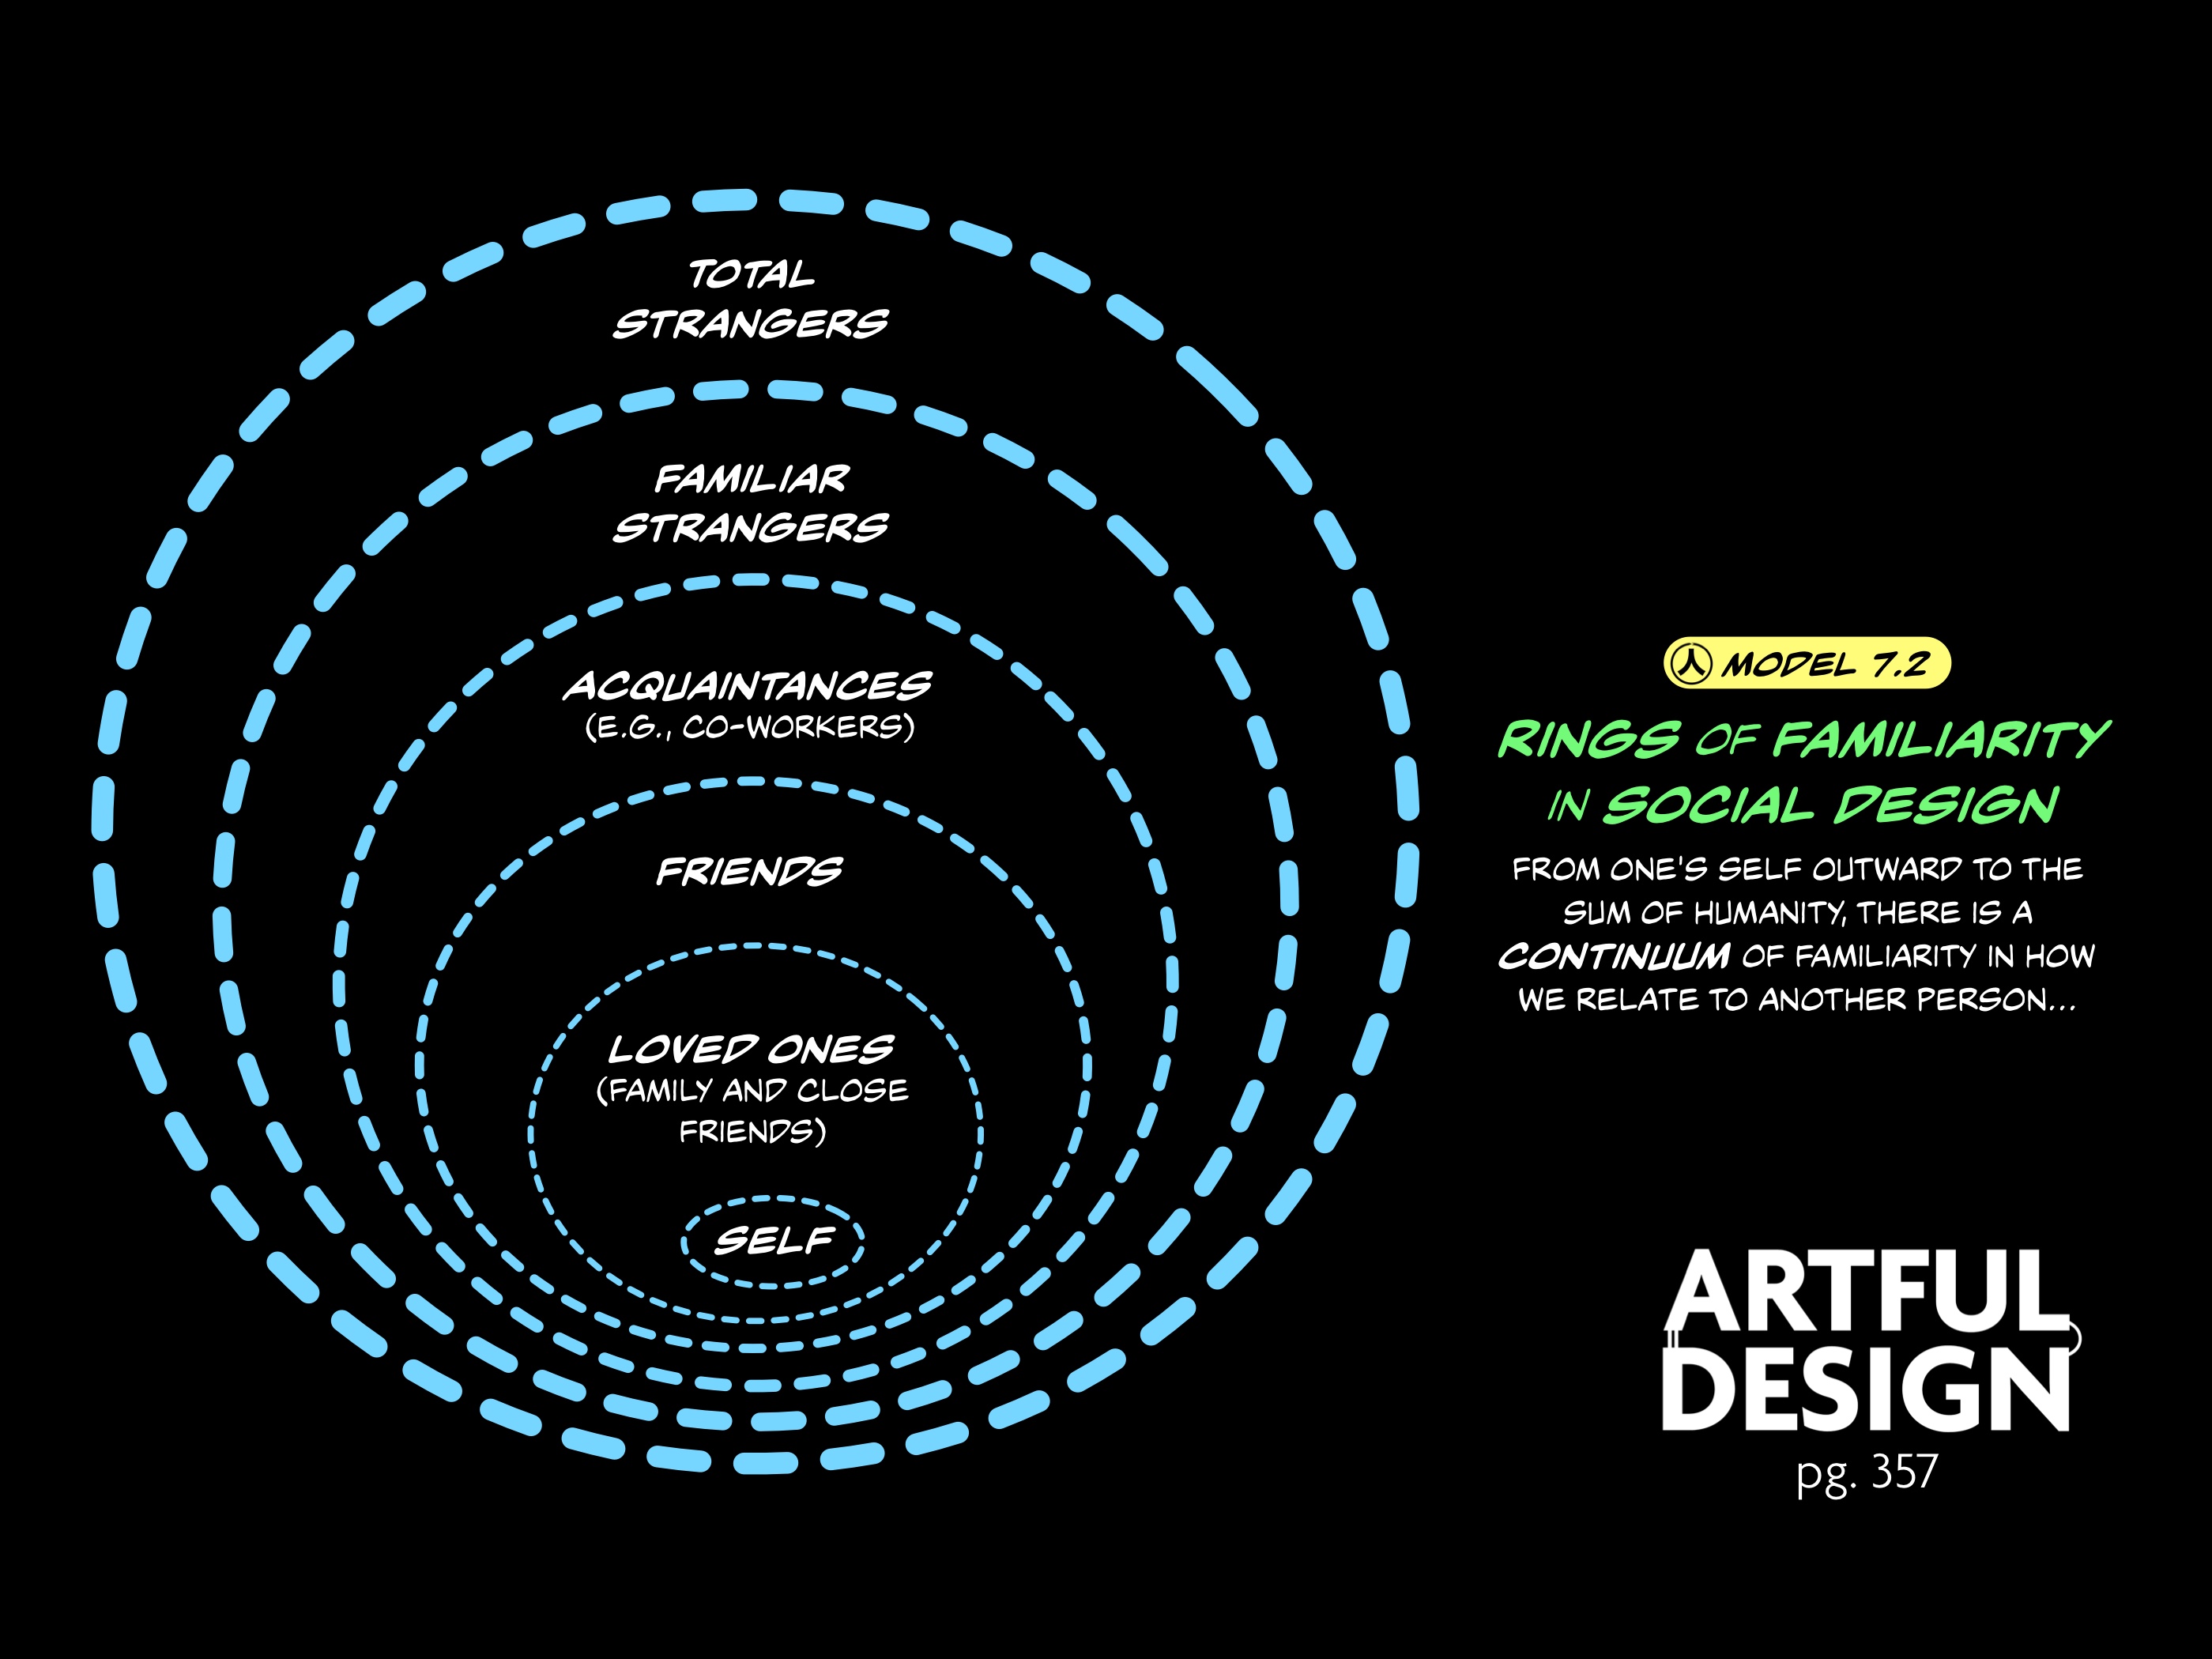 TOTAL
STRANGERS
FAMILIAR
STRANGERS
ACQUAINTANCES
(E.G., CO-WORKERS)
FRIENDS
LOVED ONES
(FAMILY AND CLOSE
FRIENDS)
SELF
MODEL 7.2
RINGS OF FAMILIARITY
IN SOCIAL DESIGN
FROM ONE'S SELF OUTWARD TO THE
SUM OF HUMANITY, THERE IS A
CONTINUUM OF FAMILIARITY IN HOW
WE RELATE TO ANOTHER PERSON...
ARTFUL
DESIGN
pg. 357